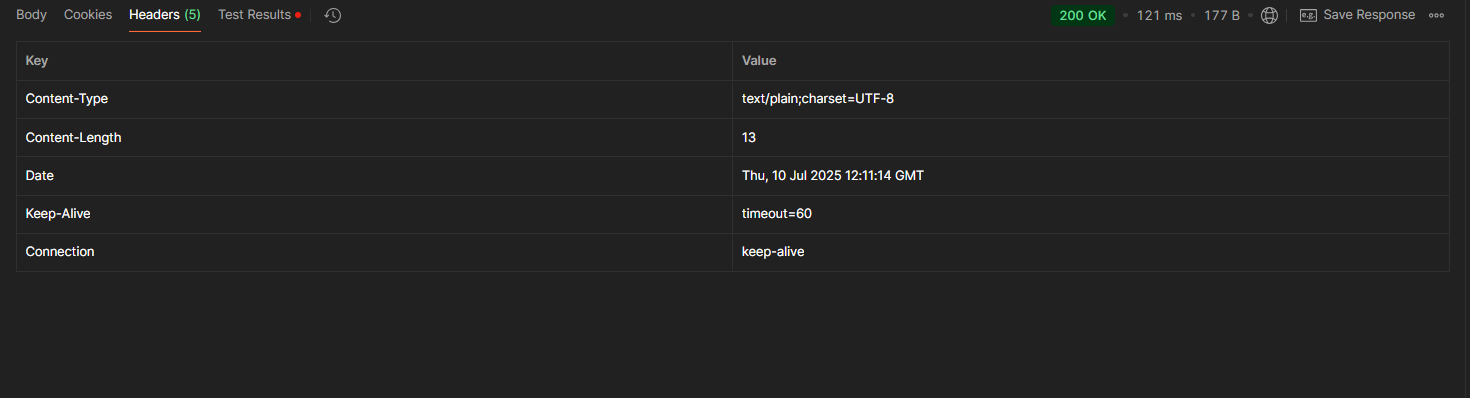 Body Cookies Headers (5) Test Results 200 OK 121 ms 177 B e.g. Save Response
Key Value
Content-Type text/plain;charset=UTF-8
Content-Length 13
Date Thu, 10 Jul 2025 12:11:14 GMT
Keep-Alive timeout=60
Connection keep-alive